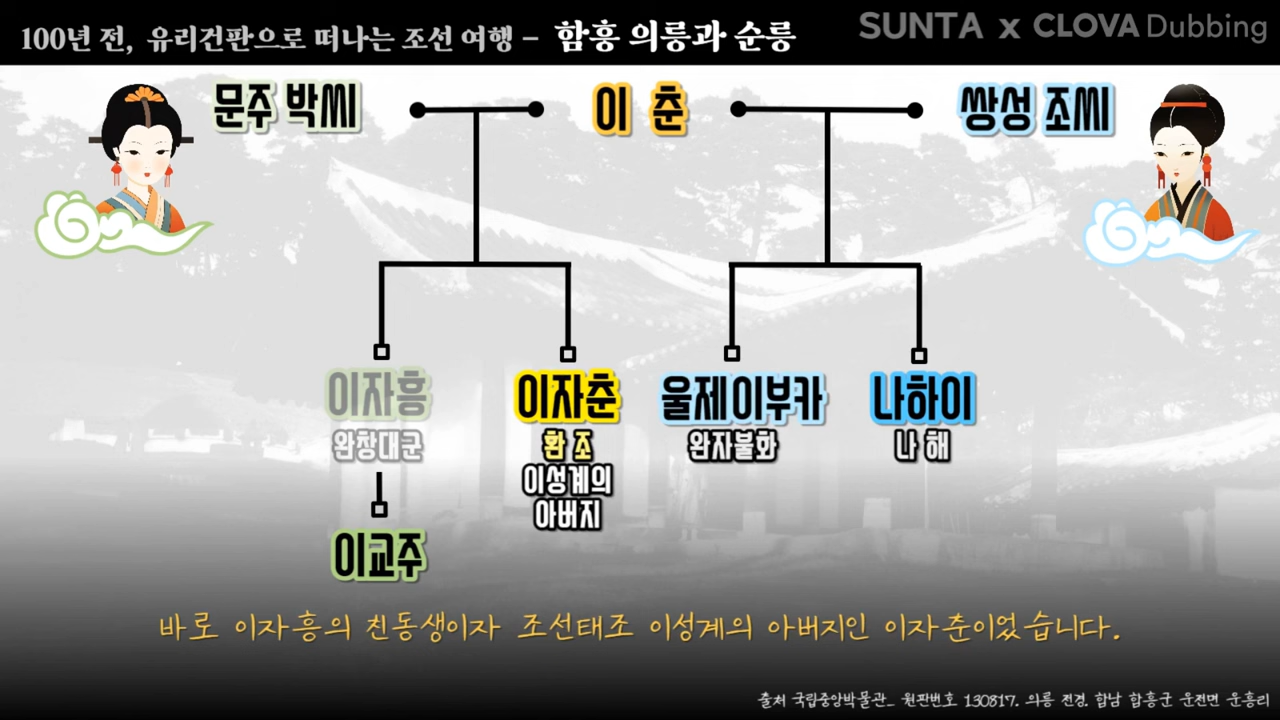 100년 전, 유리건판으로 떠나는 조선 여행 - 함흥 의릉과 순릉
SUNTA x CLOVA Dubbing
문주 박씨
이 춘
쌍성 조씨
이자흥
완창대군
이자춘
환 조
이성계의
아버지
울제이부카
완자불화
나하이
나 해
이교주
바로 이자흥의 친동생이자 조선태조 이성계의 아버지인 이자춘이었습니다.
출처 국립중앙박물관_ 원판번호 130817. 의릉 전경. 함남 함흥군 운전면 운흥리